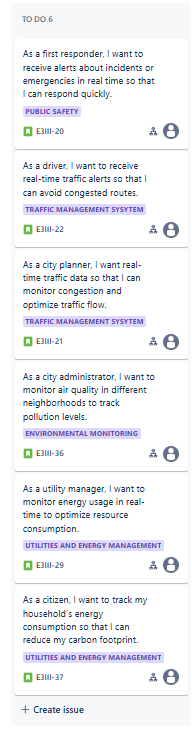 TO DO 6
As a first responder, I want to
receive alerts about incidents or
emergencies in real time so that
I can respond quickly.
PUBLIC SAFETY
E3III-20
As a driver, I want to receive
real-time traffic alerts so that I
can avoid congested routes.
TRAFFIC MANAGEMENT SYSYTEM
E3III-22
As a city planner, I want real-
time traffic data so that I can
monitor congestion and
optimize traffic flow.
TRAFFIC MANAGEMENT SYSYTEM
E3III-21
As a city administrator, I want to
monitor air quality in different
neighborhoods to track
pollution levels.
ENVIRONMENTAL MONITORING
E3III-36
As a utility manager, I want to
monitor energy usage in real-
time to optimize resource
consumption.
UTILITIES AND ENERGY MANAGEMENT
E3III-29
As a citizen, I want to track my
household's energy
consumption so that I can
reduce my carbon footprint.
UTILITIES AND ENERGY MANAGEMENT
E3III-37
+ Create issue